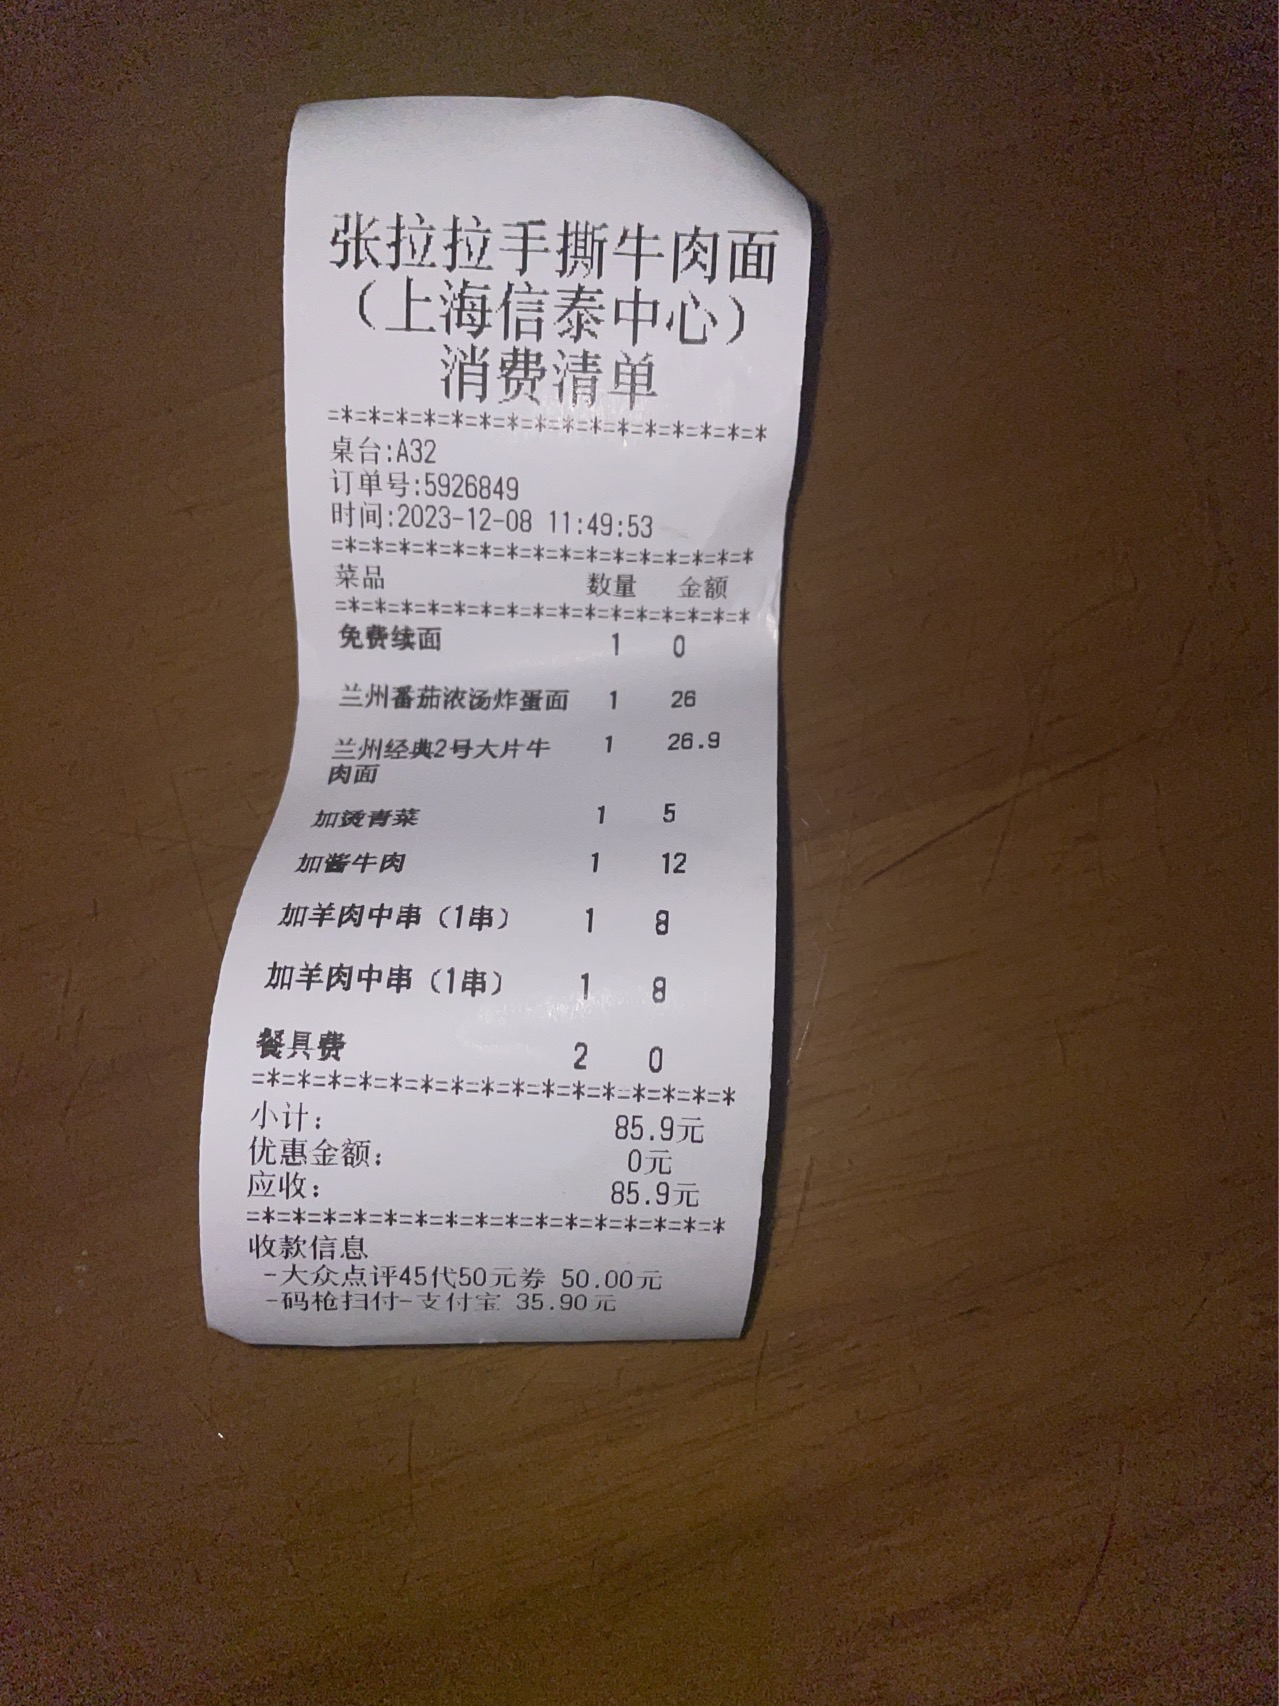 张拉拉手撕牛肉面
（上海信泰中心）
消费清单
=*=*=*=*=*=*=*=*=*=*=*=*=*=*=*=*
桌台:A32
订单号:5926849
时间:2023-12-08 11:49:53
=*=*=*=*=*=*=*=*=*=*=*=*=*=*=*=*
菜品 数量 金额
=*=*=*=*=*=*=*=*=*=*=*=*=*=*=*=*
免费续面 1 0
兰州番茄浓汤炸蛋面 1 26
兰州经典2号大片牛 1 26.9
肉面
加烫青菜 1 5
加酱牛肉 1 12
加羊肉中串（1串） 1 8
加羊肉中串（1串） 1 8
餐具费 2 0
=*=*=*=*=*=*=*=*=*=*=*=*=*=*=*=*
小计： 85.9元
优惠金额： 0元
应收： 85.9元
=*=*=*=*=*=*=*=*=*=*=*=*=*=*=*=*
收款信息
-大众点评45代50元券 50.00元
-码枪扫付-支付宝 35.90元